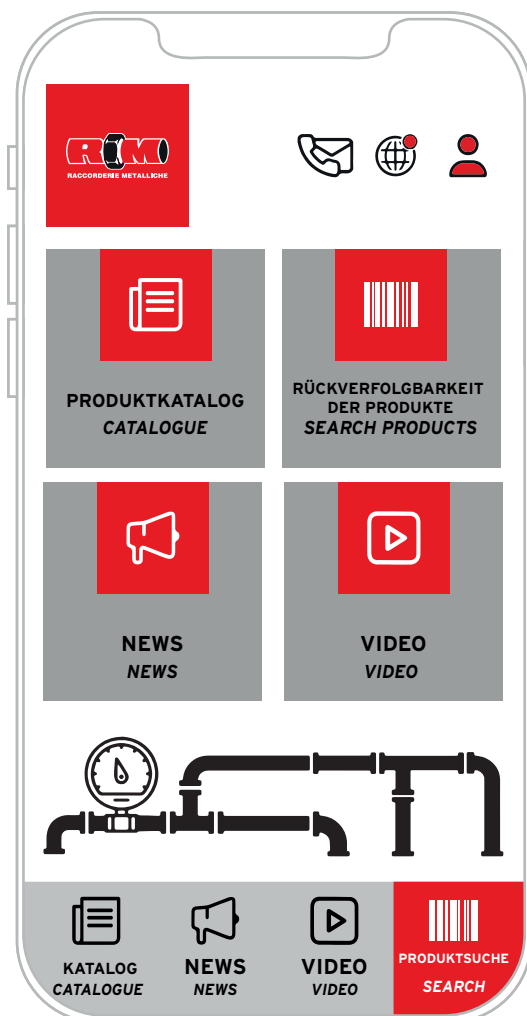 RM
RACCORDERIE METALLICHE
PRODUKTKATALOG
CATALOGUE
RÜCKVERFOLGBARKEIT
DER PRODUKTE
SEARCH PRODUCTS
NEWS
NEWS
VIDEO
VIDEO
KATALOG
CATALOGUE
NEWS
NEWS
VIDEO
VIDEO
PRODUKTSUCHE
SEARCH